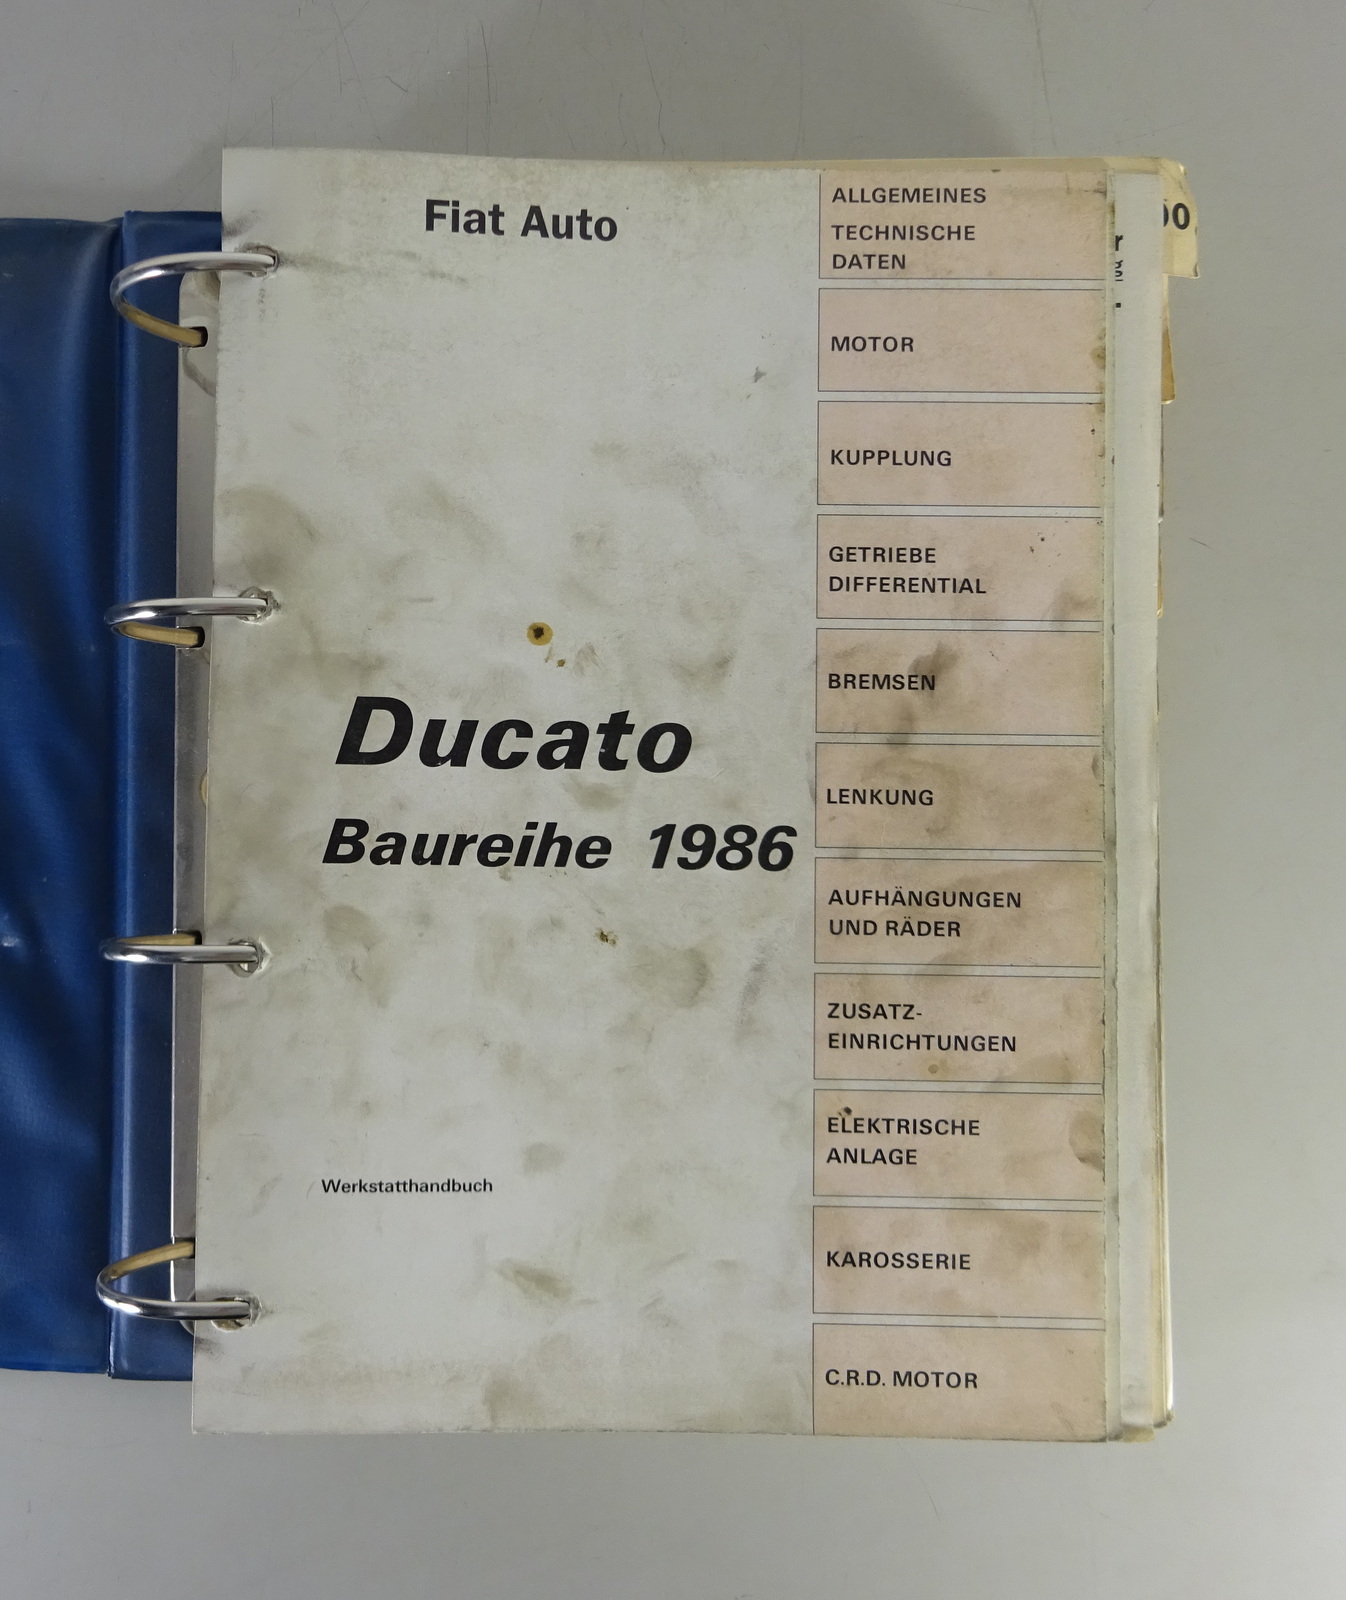 Fiat Auto
Ducato
Baureihe 1986
Werkstatthandbuch
ALLGEMEINES
TECHNISCHE
DATEN
MOTOR
KUPPLUNG
GETRIEBE
DIFFERENTIAL
BREMSEN
LENKUNG
AUFHÄNGUNGEN
UND RÄDER
ZUSATZ-
EINRICHTUNGEN
ELEKTRISCHE
ANLAGE
KAROSSERIE
C.R.D. MOTOR